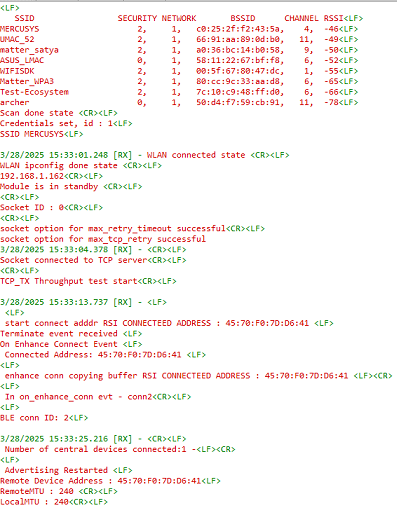 <LF>
SSID SECURITY NETWORK BSSID CHANNEL RSSI<LF>
MERCUSYS 2, 1, c0:25:2f:f2:43:5a, 4, -46<LF>
UMAC_S2 2, 1, 66:91:aa:89:0d:b0, 11, -49<LF>
matter_satya 2, 1, a0:36:bc:14:b0:58, 9, -50<LF>
ASUS_LMAC 0, 1, 58:11:22:67:bf:f8, 6, -52<LF>
WIFISDK 2, 1, 00:5f:67:80:47:dc, 1, -55<LF>
Matter_WPA3 2, 1, 80:cc:9c:33:aa:d8, 6, -65<LF>
Test-Ecosystem 2, 1, 7c:10:c9:48:ff:d0, 6, -66<LF>
archer 0, 1, 50:d4:f7:59:cb:91, 11, -78<LF>
Scan done state <CR><LF>
Credentials set, id : 1<LF>
SSID MERCUSYS<LF>
3/28/2025 15:33:01.248 [RX] - WLAN connected state <CR><LF>
WLAN ipconfig done state <CR><LF>
192.168.1.162<CR><LF>
Module is in standby <CR><LF>
<CR><LF>
Socket ID : 0<CR><LF>
<CR><LF>
socket option for max_retry_timeout successful<CR><LF>
socket option for max_tcp_retry successful
3/28/2025 15:33:04.378 [RX] - <CR><LF>
Socket connected to TCP server<CR><LF>
<CR><LF>
TCP_TX Throughput test start<CR><LF>
3/28/2025 15:33:13.737 [RX] - <LF>
<LF>
start connect adddr RSI CONNECTEED ADDRESS : 45:70:F0:7D:D6:41 <LF>
Terminate event received <LF>
On Enhance Connect Event <LF>
Connected Address: 45:70:F0:7D:D6:41 <LF>
<LF>
enhance conn copying buffer RSI CONNECTEED ADDRESS : 45:70:F0:7D:D6:41 <LF><CR>
<LF>
In on_enhance_conn evt - conn2<CR><LF>
<LF>
BLE conn ID: 2<LF>
3/28/2025 15:33:25.216 [RX] - <CR><LF>
Number of central devices connected:1 -<LF><CR>
<LF>
Advertising Restarted <LF>
Remote Device Address : 45:70:F0:7D:D6:41<LF>
RemoteMTU : 240 <CR><LF>
LocalMTU : 240<CR><LF>